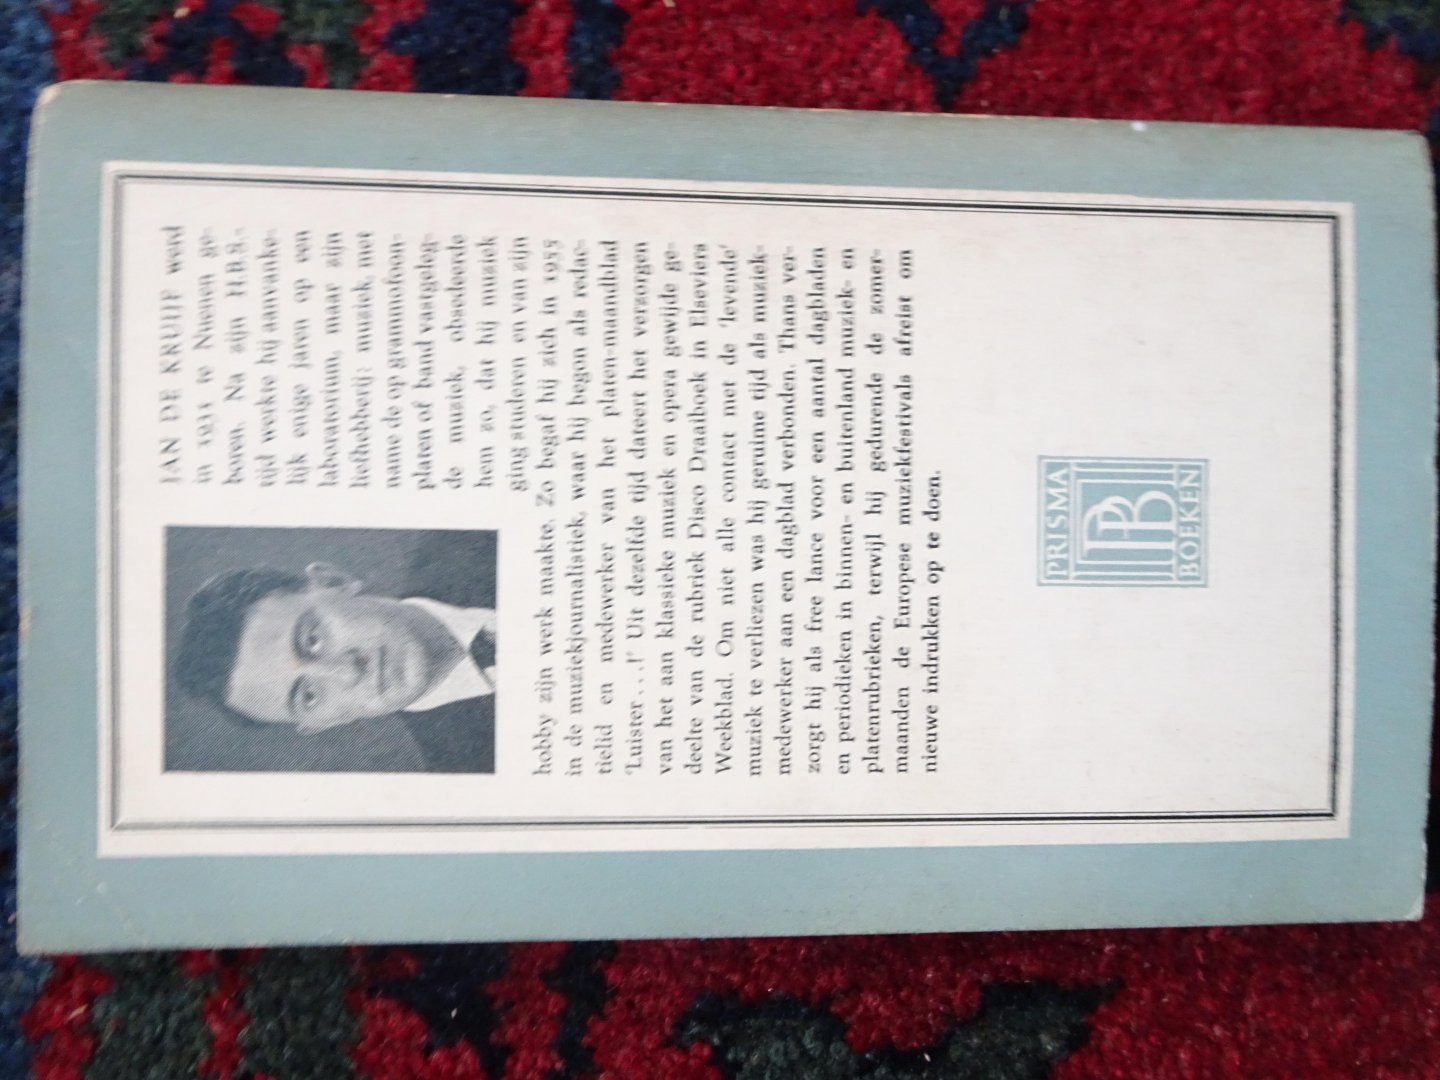 JAN DE KRUIJF werd
in 1931 te Nuenen ge-
boren. Na zijn H.B.S.-
tijd werkte hij aanvanke-
lijk enige jaren op een
laboratorium, maar zijn
liefhebberij: muziek, met
name de op grammofoon-
platen of band vastgeleg-
de muziek, obsedeerde
hem zo, dat hij muziek
ging studeren en van zijn
hobby zijn werk maakte. Zo begaf hij zich in 1955
in de muziekjournalistiek, waar hij begon als redac-
tielid en medewerker van het platen-maandblad
'Luister...!' Uit dezelfde tijd dateert het verzorgen
van het aan klassieke muziek en opera gewijde ge-
deelte van de rubriek Disco Draaiboek in Elseviers
Weekblad. Om niet alle contact met de 'levende'
muziek te verliezen was hij geruime tijd als muziek-
medewerker aan een dagblad verbonden. Thans ver-
zorgt hij als free lance voor een aantal dagbladen
en periodieken in binnen- en buitenland muziek- en
platenrubrieken, terwijl hij gedurende de zomer-
maanden de Europese muziekfestivals afreist om
nieuwe indrukken op te doen.
PRISMA
PB
BOEKEN